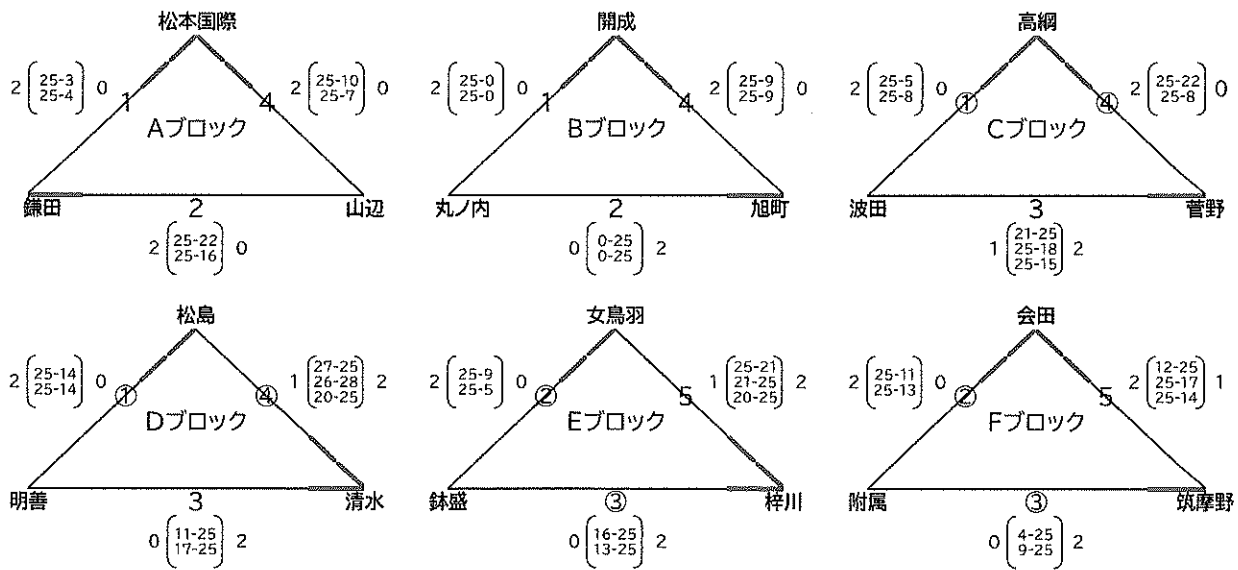 松本国際
2 25-3 25-4 0
1
2 25-10 25-7 0
4
Aブロック
鎌田
2
山辺
2 25-22 25-16 0
開成
2 25-0 25-0 0
1
2 25-9 25-9 0
4
Bブロック
丸ノ内
2
旭町
0 0-25 0-25 2
高綱
2 25-5 25-8 0
①
2 25-22 25-8 0
④
Cブロック
波田
3
菅野
1 21-25 25-18 25-15 2
松島
2 25-14 25-14 0
①
1 27-25 26-28 20-25 2
④
Dブロック
明善
3
清水
0 11-25 17-25 2
女鳥羽
2 25-9 25-5 0
②
1 25-21 21-25 20-25 2
5
Eブロック
鉢盛
③
梓川
0 16-25 13-25 2
会田
2 25-11 25-13 0
②
2 12-25 25-17 25-14 1
5
Fブロック
附属
③
筑摩野
0 4-25 9-25 2